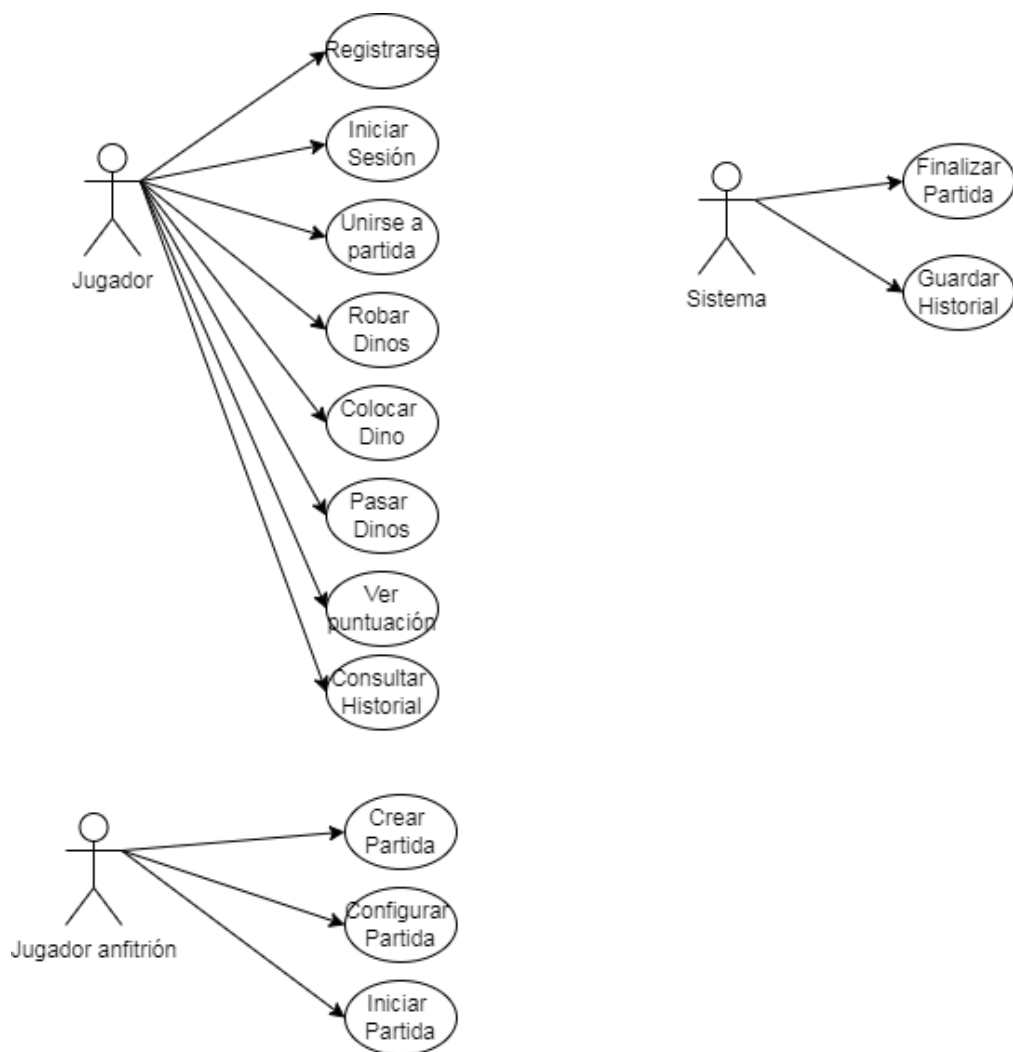 Registrarse
Iniciar
Sesión
Unirse a
partida
Robar
Dinos
Colocar
Dino
Pasar
Dinos
Ver
puntuación
Consultar
Historial
Jugador
Finalizar
Partida
Guardar
Historial
Sistema
Crear
Partida
Configurar
Partida
Iniciar
Partida
Jugador anfitrión